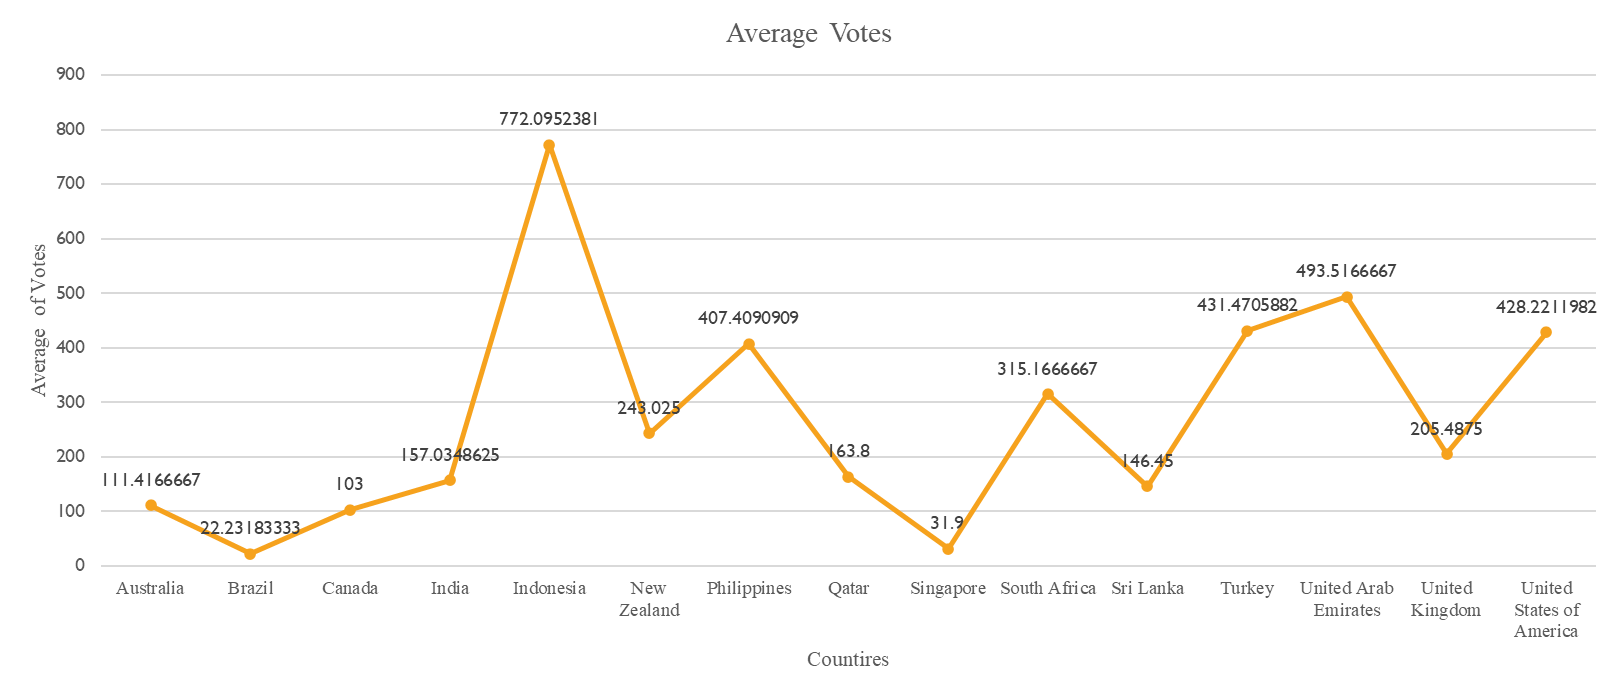 Average Votes
900
800
700
600
500
400
300
200
100
0
Average of Votes
111.4166667
22.23183333
103
157.0348625
772.0952381
243.025
407.4090909
163.8
31.9
315.1666667
146.45
431.4705882
493.5166667
205.4875
428.2211982
Australia
Brazil
Canada
India
Indonesia
New
Zealand
Philippines
Qatar
Singapore
South Africa
Sri Lanka
Turkey
United Arab
Emirates
United
Kingdom
United
States of
America
Countires